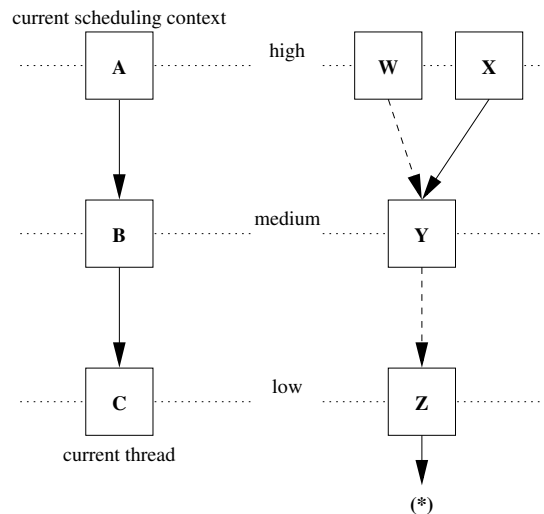 current scheduling context
high
A
W
X
medium
B
Y
low
C
Z
current thread
(*)